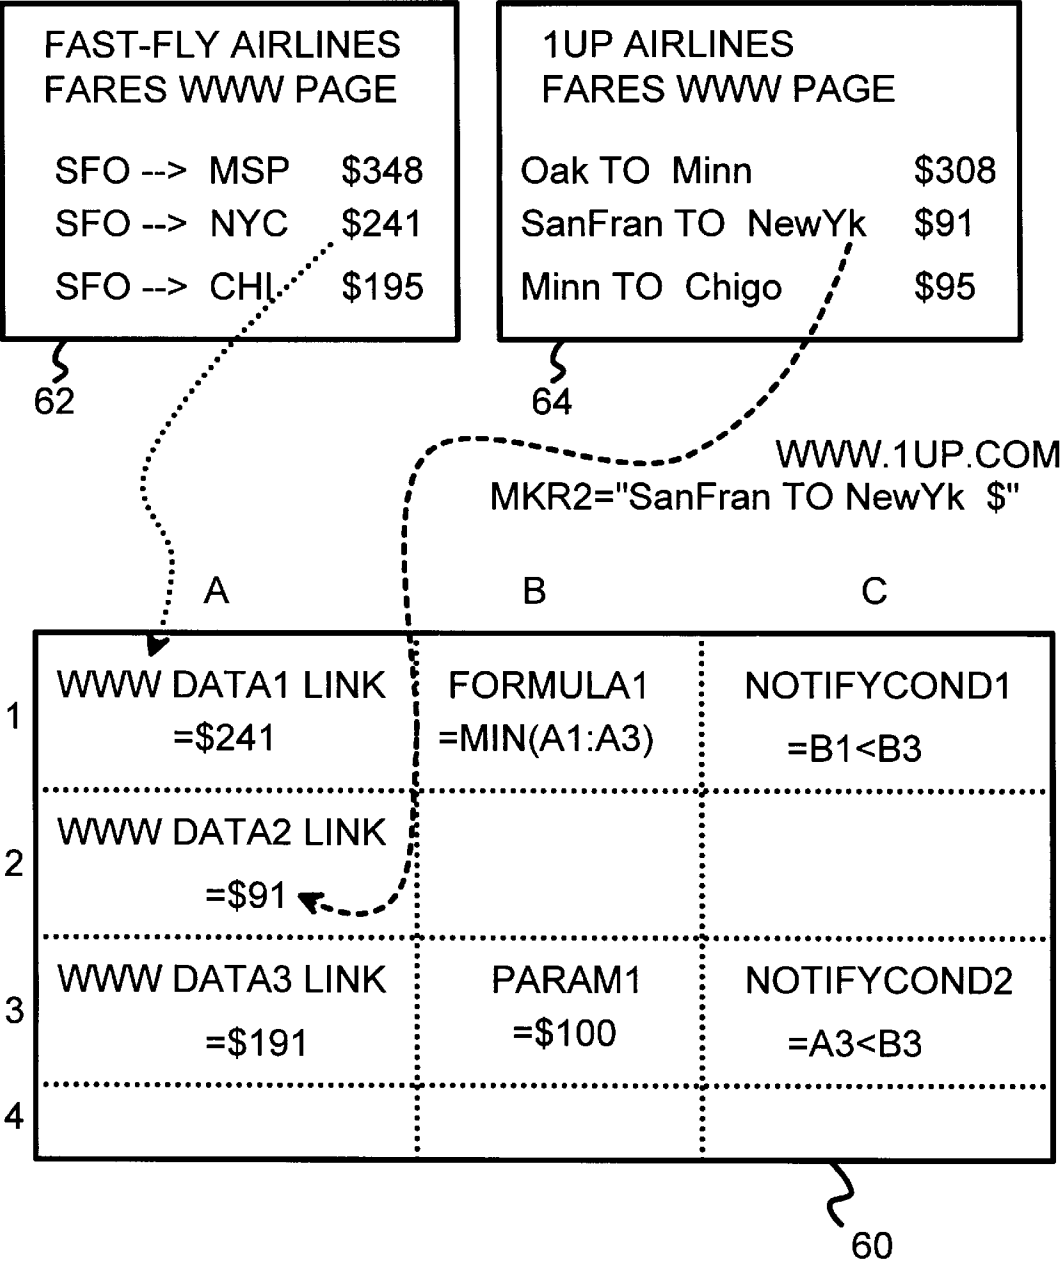 FAST-FLY AIRLINES
FARES WWW PAGE
SFO --> MSP $348
SFO --> NYC $241
SFO --> CHI $195
62
1UP AIRLINES
FARES WWW PAGE
Oak TO Minn $308
SanFran TO NewYk $91
Minn TO Chigo $95
64
WWW.1UP.COM
MKR2="SanFran TO NewYk $"
A B C
1
WWW DATA1 LINK
=$241
FORMULA1
=MIN(A1:A3)
NOTIFYCOND1
=B1<B3
2
WWW DATA2 LINK
=$91
3
WWW DATA3 LINK
=$191
PARAM1
=$100
NOTIFYCOND2
=A3<B3
4
60